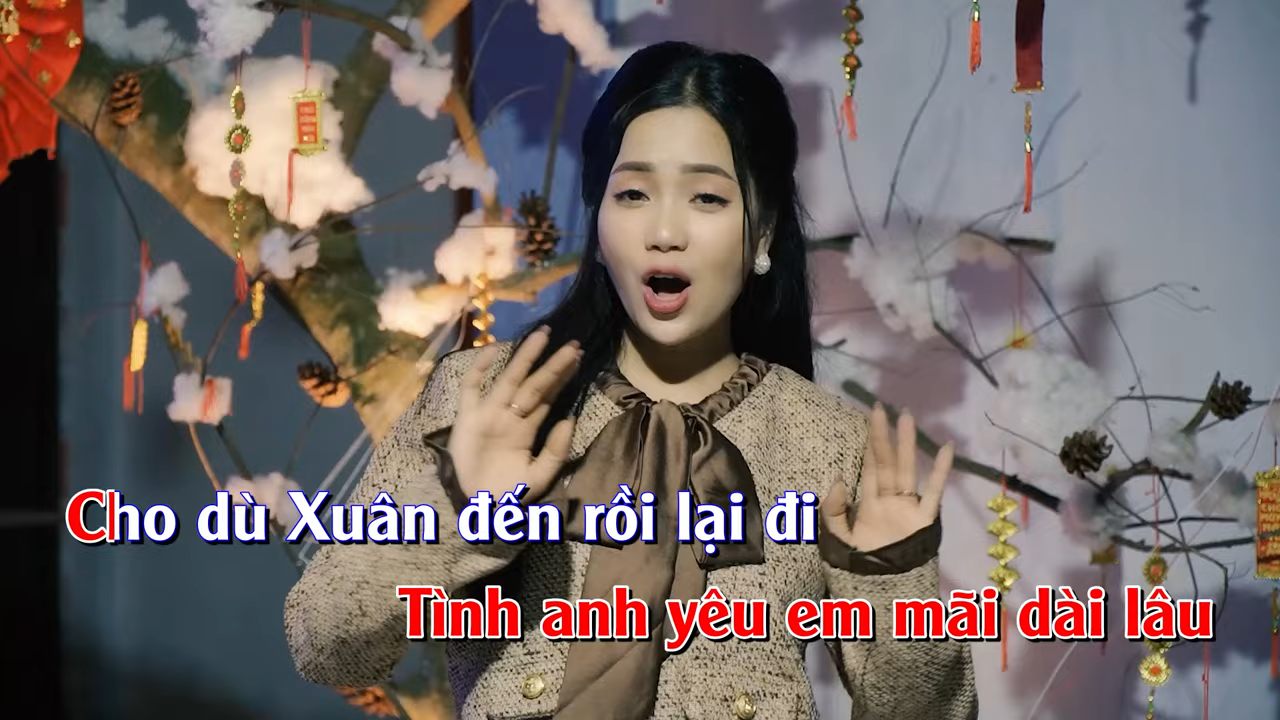 Cho dù Xuân đến rồi lại đi
Tình anh yêu em mãi dài lâu